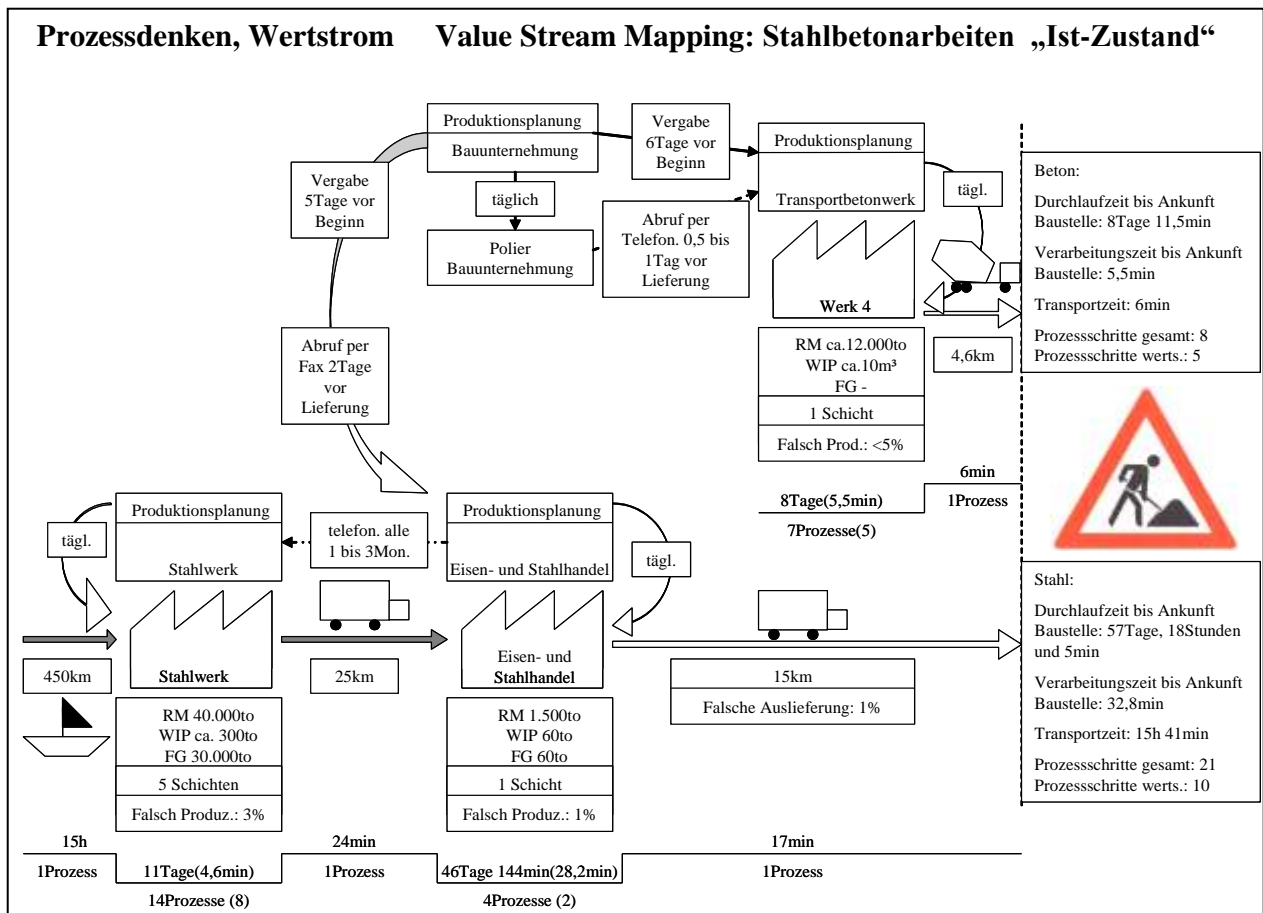 Prozessdenken, Wertstrom Value Stream Mapping: Stahlbetonarbeiten „Ist-Zustand“
Produktionsplanung
Bauunternehmung
Vergabe
6Tage vor
Beginn
Produktionsplanung
Transportbetonwerk
tägl.
Vergabe
5Tage vor
Beginn
täglich
Polier
Bauunternehmung
Abruf per
Telefon. 0,5 bis
1Tag vor
Lieferung
Werk 4
RM ca.12.000to
WIP ca.10m³
FG -
1 Schicht
Falsch Prod.: <5%
4,6km
8Tage(5,5min)
7Prozesse(5)
6min
1Prozess
Beton:
Durchlaufzeit bis Ankunft
Baustelle: 8Tage 11,5min
Verarbeitungszeit bis Ankunft
Baustelle: 5,5min
Transportzeit: 6min
Prozessschritte gesamt: 8
Prozessschritte werts.: 5
Abruf per
Fax 2Tage
vor
Lieferung
tägl.
Produktionsplanung
Stahlwerk
telefon. alle
1 bis 3Mon.
Produktionsplanung
Eisen- und Stahlhandel
tägl.
450km
Stahlwerk
25km
Eisen- und
Stahlhandel
15km
Falsche Auslieferung: 1%
RM 40.000to
WIP ca. 300to
FG 30.000to
5 Schichten
Falsch Produz.: 3%
RM 1.500to
WIP 60to
FG 60to
1 Schicht
Falsch Produz.: 1%
Stahl:
Durchlaufzeit bis Ankunft
Baustelle: 57Tage, 18Stunden
und 5min
Verarbeitungszeit bis Ankunft
Baustelle: 32,8min
Transportzeit: 15h 41min
Prozessschritte gesamt: 21
Prozessschritte werts.: 10
15h
1Prozess
11Tage(4,6min)
14Prozesse (8)
24min
1Prozess
46Tage 144min(28,2min)
4Prozesse (2)
17min
1Prozess